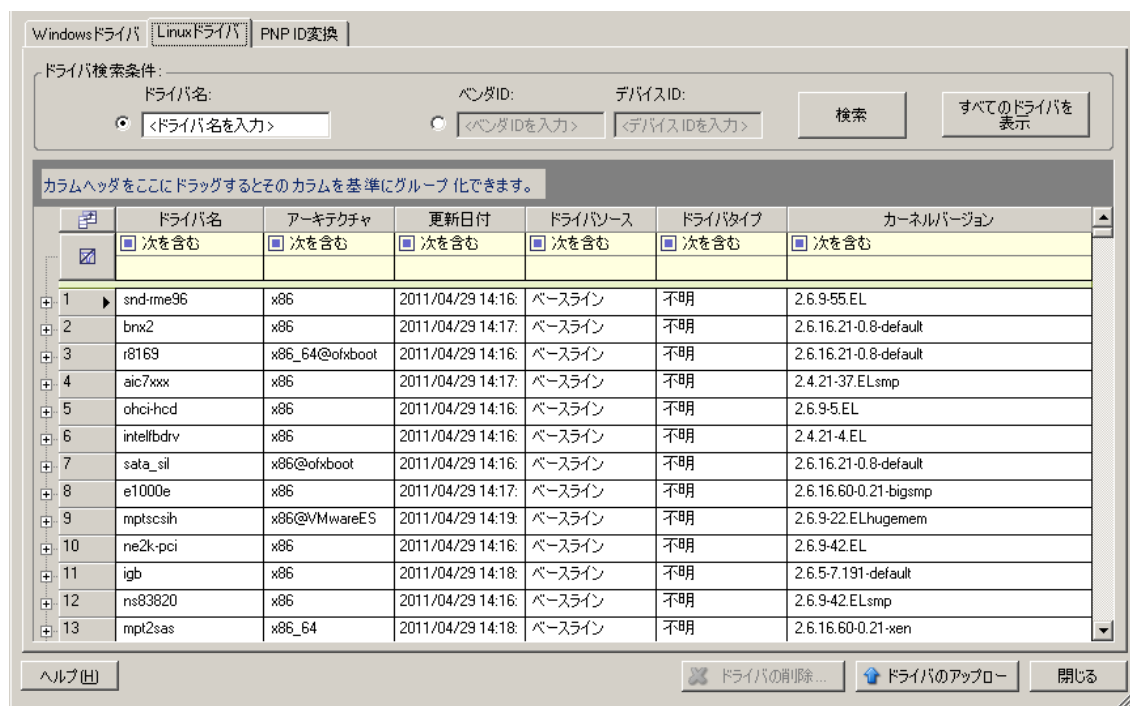 Windowsドライバ Linuxドライバ PNP ID変換
ドライバ検索条件:
ドライバ名: ベンダID: デバイスID:
<ドライバ名を入力> <ベンダIDを入力> <デバイスIDを入力> 検索 すべてのドライバを
表示
カラムヘッダをここにドラッグするとそのカラムを基準にグループ化できます。
ドライバ名 アーキテクチャ 更新日付 ドライバソース ドライバタイプ カーネルバージョン
次を含む 次を含む 次を含む 次を含む 次を含む 次を含む
1 snd-rme96 x86 2011/04/29 14:16: ベースライン 不明 2.6.9-55.EL
2 bnx2 x86 2011/04/29 14:17: ベースライン 不明 2.6.16.21-0.8-default
3 r8169 x86_64@ofxboot 2011/04/29 14:16: ベースライン 不明 2.6.16.21-0.8-default
4 aic7xxx x86 2011/04/29 14:17: ベースライン 不明 2.4.21-37.ELsmp
5 ohci-hcd x86 2011/04/29 14:16: ベースライン 不明 2.6.9-5.EL
6 intelfbdrv x86 2011/04/29 14:16: ベースライン 不明 2.4.21-4.EL
7 sata_sil x86@ofxboot 2011/04/29 14:16: ベースライン 不明 2.6.16.21-0.8-default
8 e1000e x86 2011/04/29 14:17: ベースライン 不明 2.6.16.60-0.21-bigsmp
9 mptscsih x86@VMwareES 2011/04/29 14:19: ベースライン 不明 2.6.9-22.ELhugemem
10 ne2k-pci x86 2011/04/29 14:16: ベースライン 不明 2.6.9-42.EL
11 igb x86 2011/04/29 14:18: ベースライン 不明 2.6.5-7.191-default
12 ns83820 x86 2011/04/29 14:16: ベースライン 不明 2.6.9-42.ELsmp
13 mpt2sas x86_64 2011/04/29 14:18: ベースライン 不明 2.6.16.60-0.21-xen
ヘルプ(H) ドライバの削除... ドライバのアップロー 閉じる